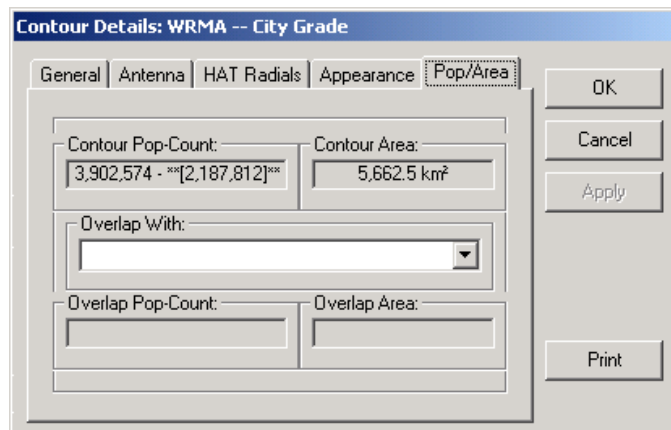 Contour Details: WRMA -- City Grade
General Antenna HAT Radials Appearance Pop/Area
OK
Cancel
Apply
Contour Pop-Count: Contour Area:
3,902,574 - **[2,187,812]** 5,662.5 km²
Overlap With:
Overlap Pop-Count: Overlap Area:
Print